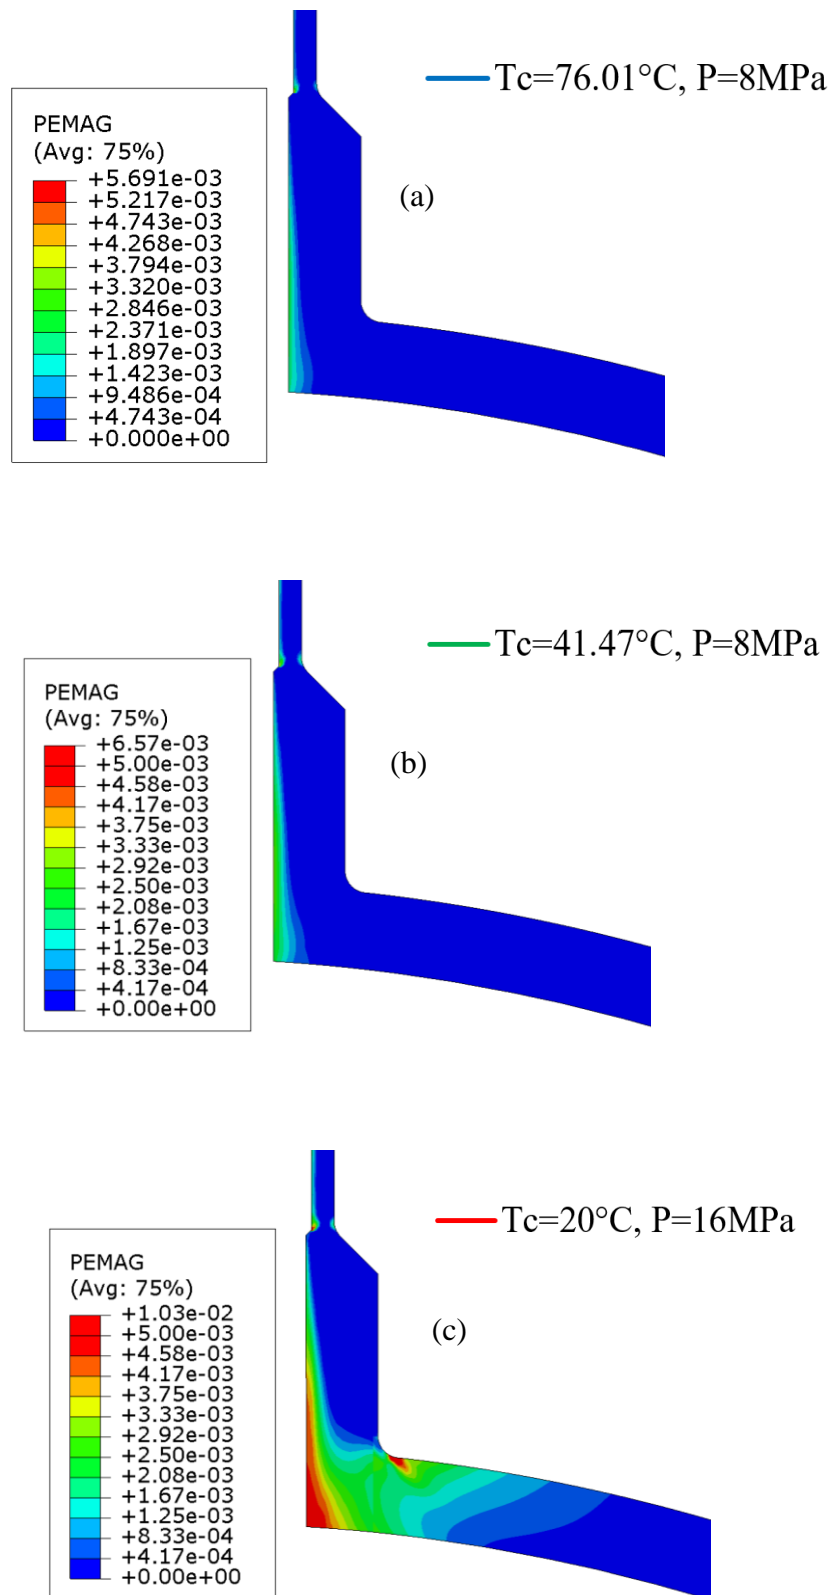 Tc=76.01°C, P=8MPa
PEMAG
(Avg: 75%)
+5.691e-03
+5.217e-03
+4.743e-03
+4.268e-03
+3.794e-03
+3.320e-03
+2.846e-03
+2.371e-03
+1.897e-03
+1.423e-03
+9.486e-04
+4.743e-04
+0.000e+00
(a)
Tc=41.47°C, P=8MPa
PEMAG
(Avg: 75%)
+6.57e-03
+5.00e-03
+4.58e-03
+4.17e-03
+3.75e-03
+3.33e-03
+2.92e-03
+2.50e-03
+2.08e-03
+1.67e-03
+1.25e-03
+8.33e-04
+4.17e-04
+0.00e+00
(b)
Tc=20°C, P=16MPa
PEMAG
(Avg: 75%)
+1.03e-02
+5.00e-03
+4.58e-03
+4.17e-03
+3.75e-03
+3.33e-03
+2.92e-03
+2.50e-03
+2.08e-03
+1.67e-03
+1.25e-03
+8.33e-04
+4.17e-04
+0.00e+00
(c)